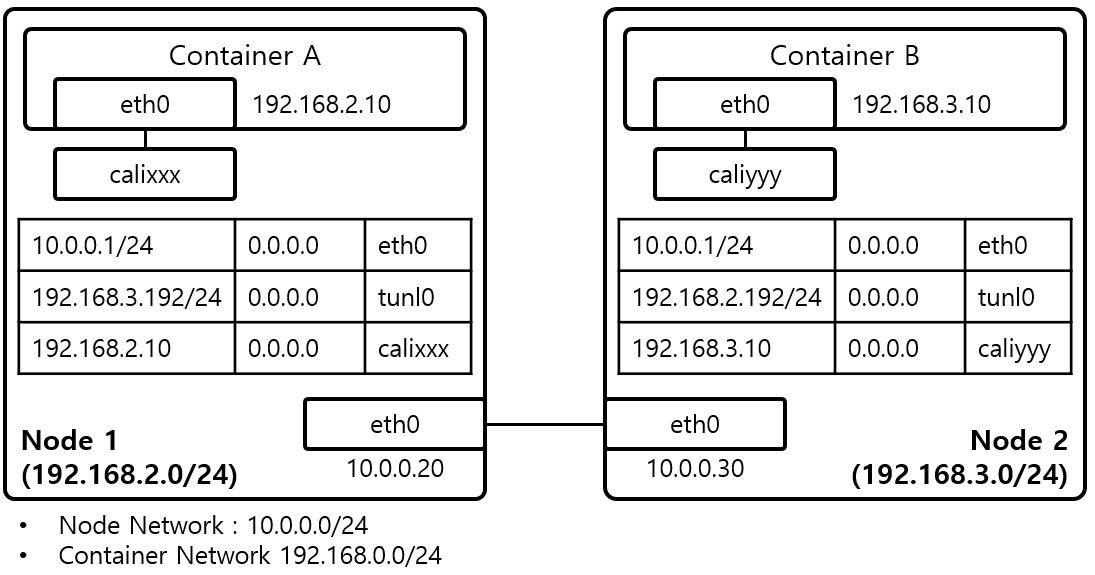 Container A
eth0 192.168.2.10
calixxx
10.0.0.1/24 0.0.0.0 eth0
192.168.3.192/24 0.0.0.0 tunl0
192.168.2.10 0.0.0.0 calixxx
eth0
10.0.0.20
Node 1
(192.168.2.0/24)
Container B
eth0 192.168.3.10
caliyyy
10.0.0.1/24 0.0.0.0 eth0
192.168.2.192/24 0.0.0.0 tunl0
192.168.3.10 0.0.0.0 caliyyy
eth0
10.0.0.30
Node 2
(192.168.3.0/24)
• Node Network : 10.0.0.0/24
• Container Network 192.168.0.0/24